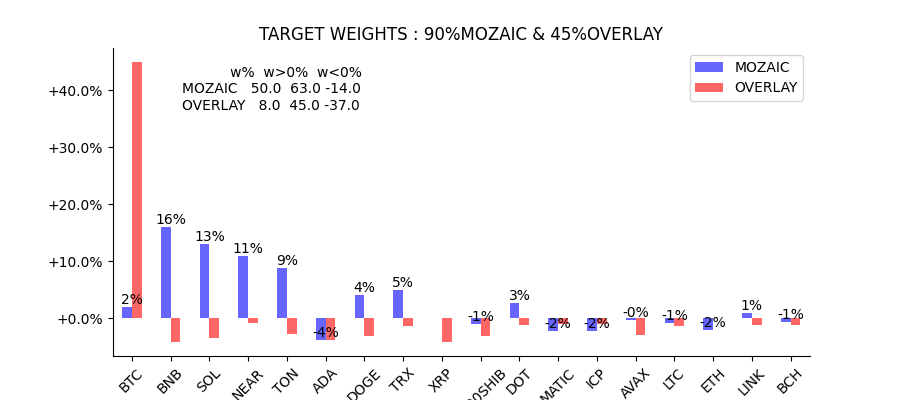 TARGET WEIGHTS : 90%MOZAIC & 45%OVERLAY
w% w>0% w<0%
MOZAIC 50.0 63.0 -14.0
OVERLAY 8.0 45.0 -37.0
MOZAIC
OVERLAY
+40.0%
+30.0%
+20.0%
+10.0%
+0.0%
2%
16%
13%
11%
9%
-4%
4%
5%
-1%
3%
-2%
-2%
-0%
-1%
-2%
1%
-1%
BTC
BNB
SOL
NEAR
TON
ADA
DOGE
TRX
XRP
00SHIB
DOT
MATIC
ICP
AVAX
LTC
ETH
LINK
BCH